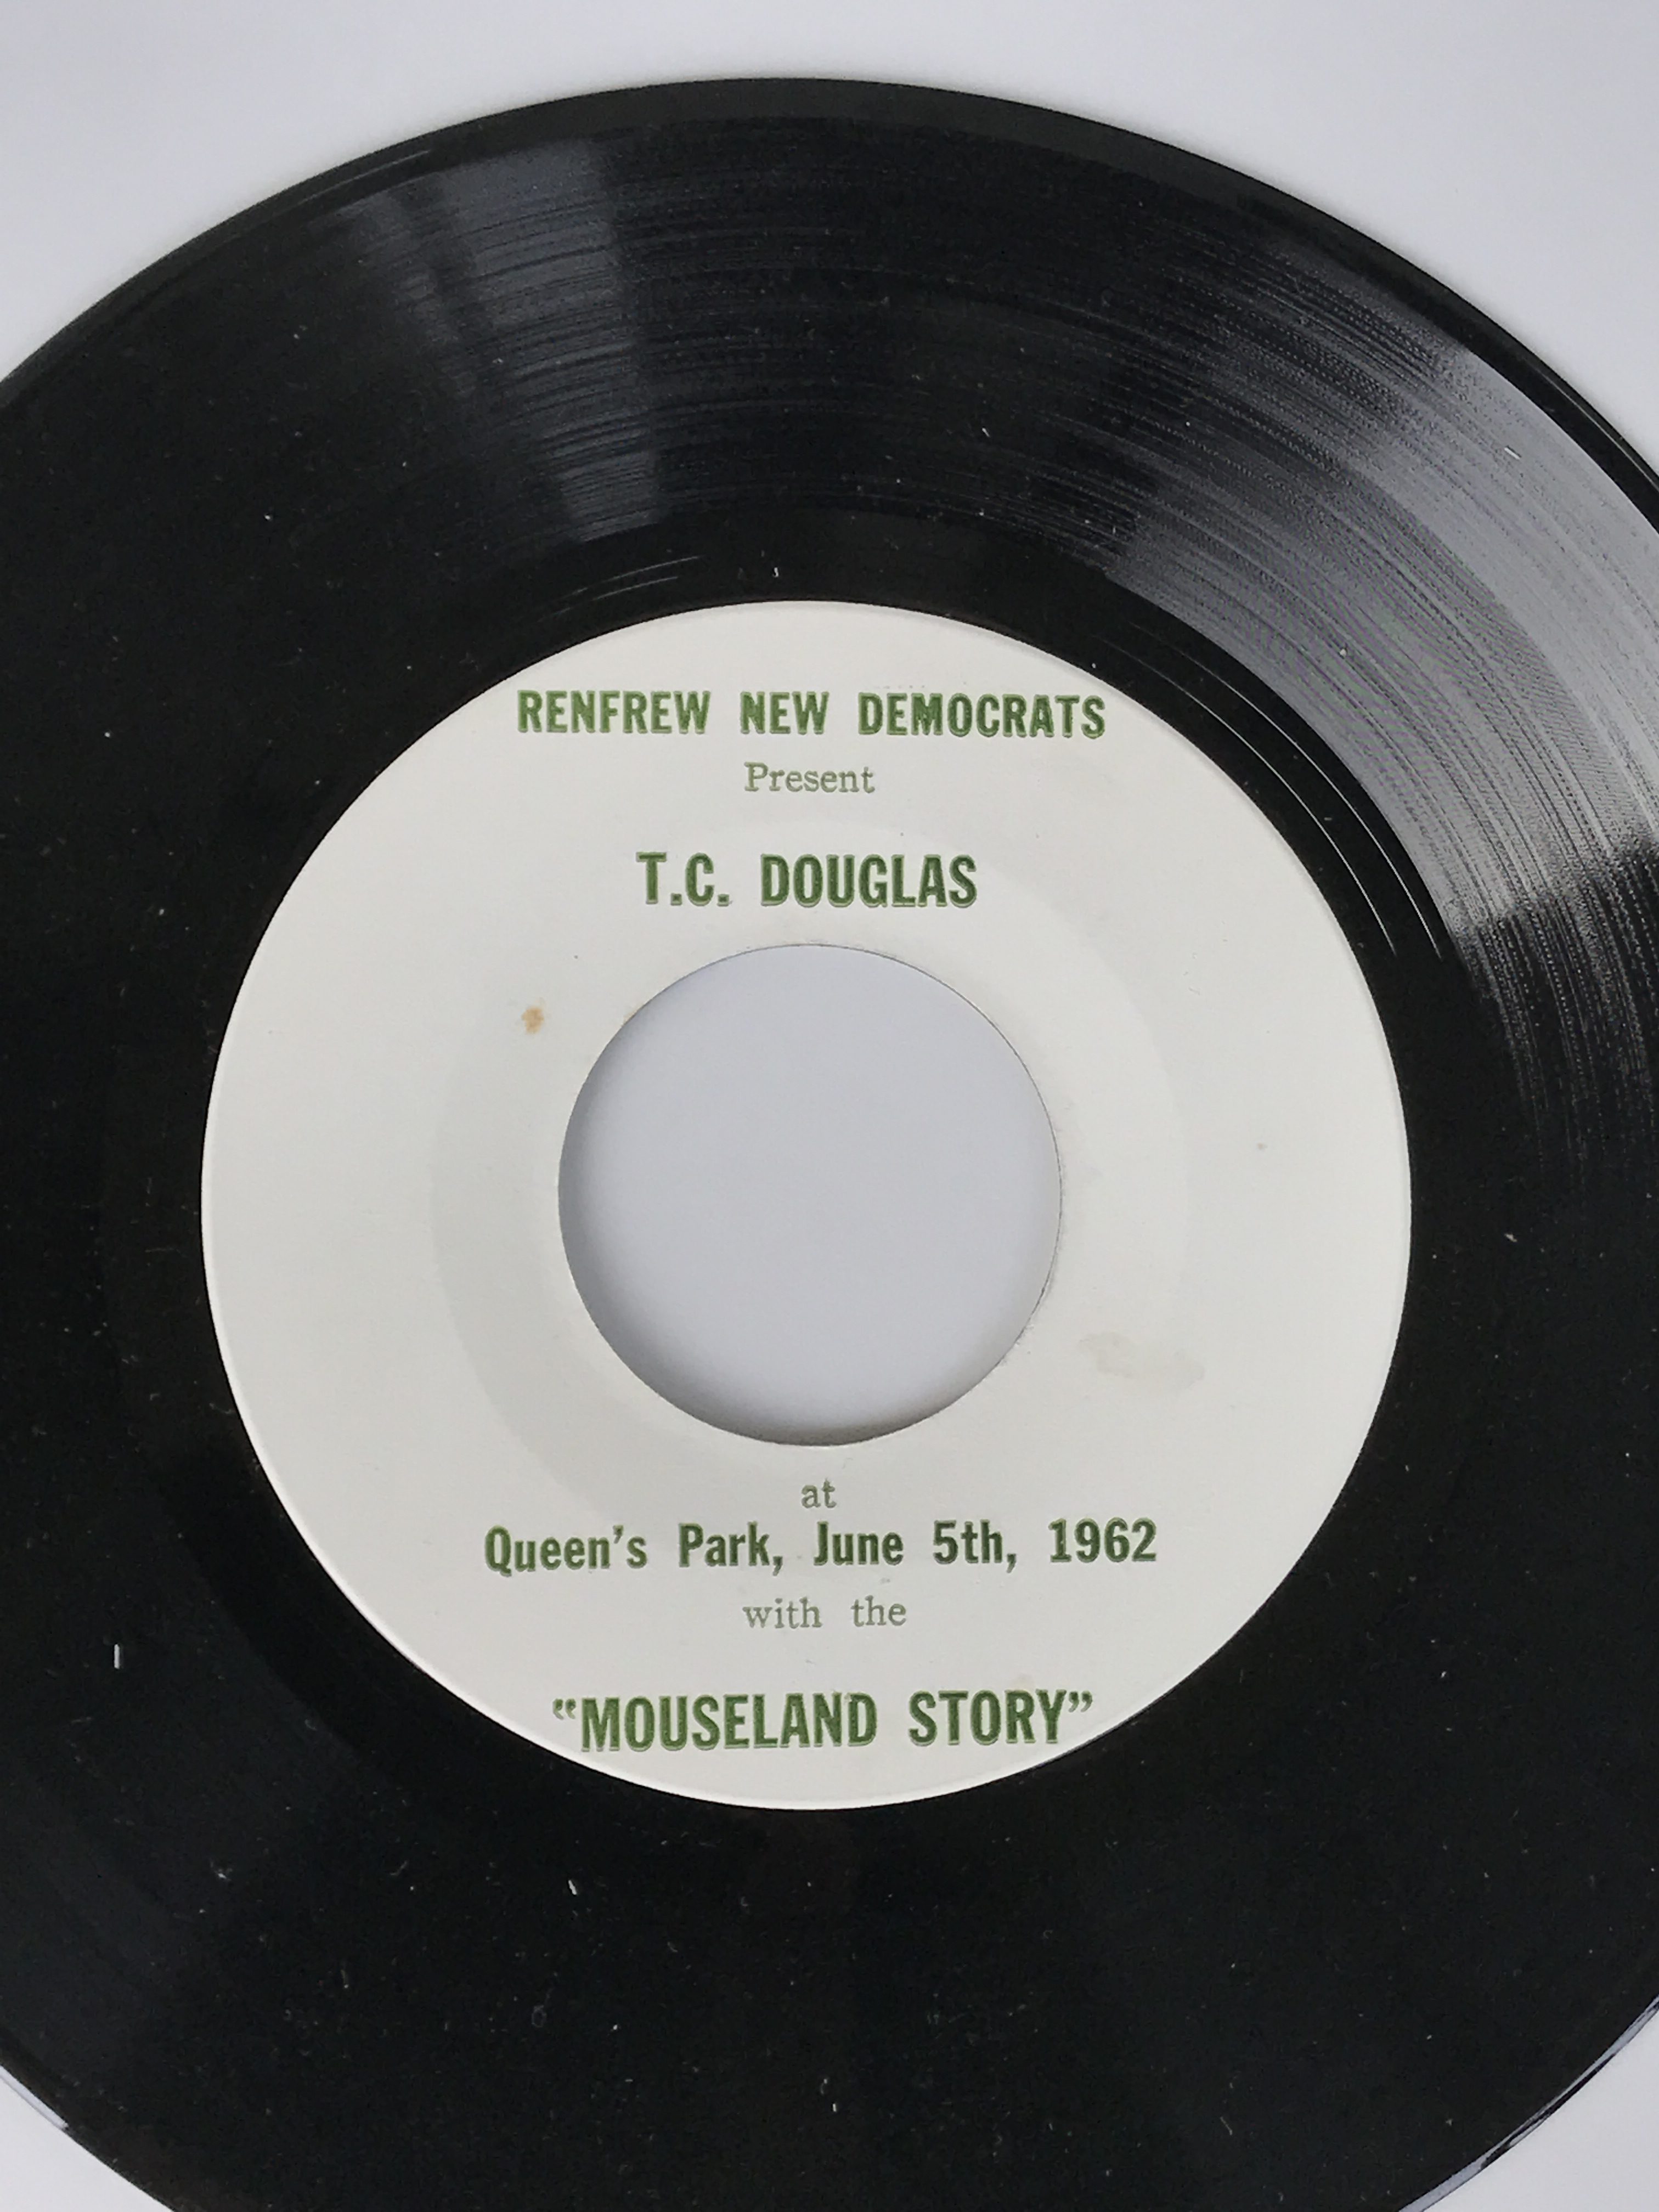 RENFREW NEW DEMOCRATS
Present
T.C. DOUGLAS
at
Queen's Park, June 5th, 1962
with the
“MOUSELAND STORY”